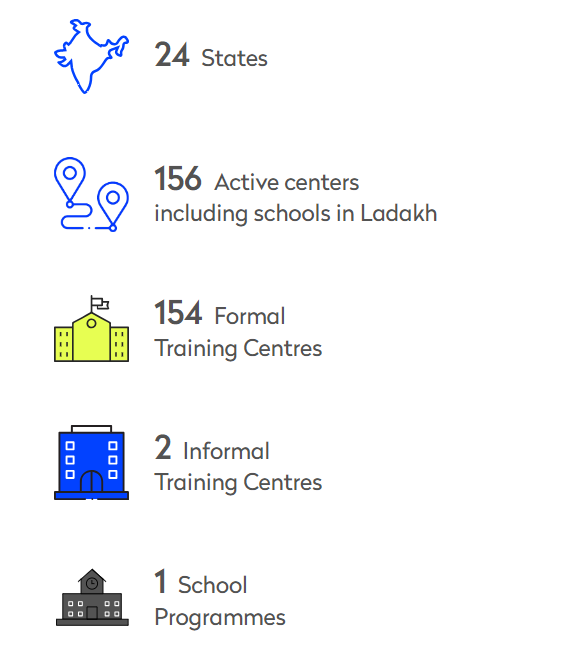 24 States
156 Active centers
including schools in Ladakh
154 Formal
Training Centres
2 Informal
Training Centres
1 School
Programmes